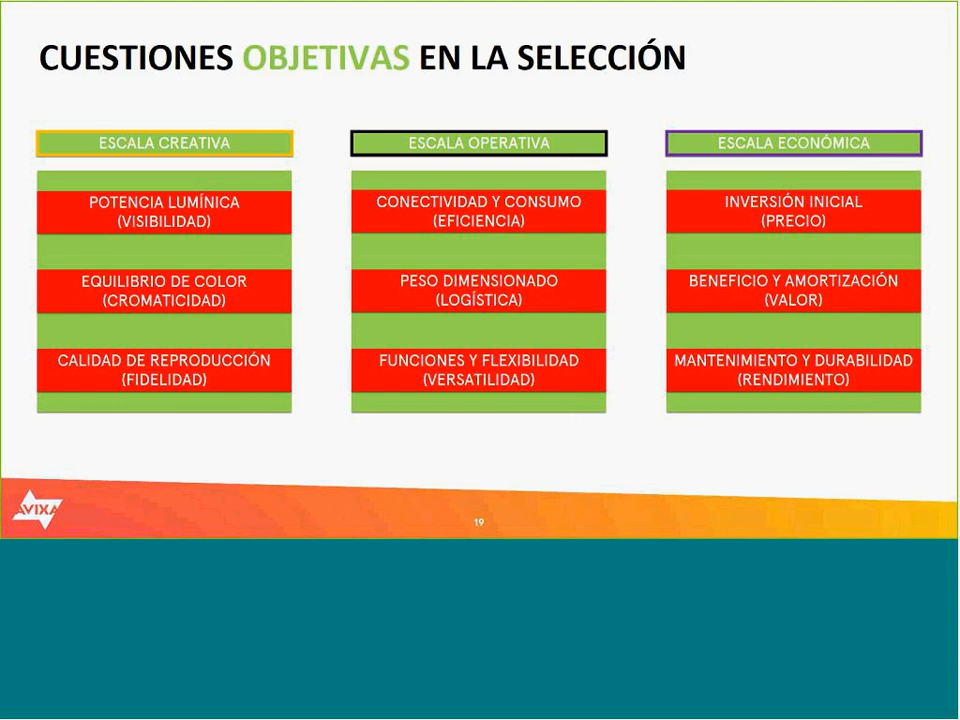 CUESTIONES OBJETIVAS EN LA SELECCIÓN
ESCALA CREATIVA
POTENCIA LUMÍNICA
(VISIBILIDAD)
EQUILIBRIO DE COLOR
(CROMATICIDAD)
CALIDAD DE REPRODUCCIÓN
(FIDELIDAD)
ESCALA OPERATIVA
CONECTIVIDAD Y CONSUMO
(EFICIENCIA)
PESO DIMENSIONADO
(LOGÍSTICA)
FUNCIONES Y FLEXIBILIDAD
(VERSATILIDAD)
ESCALA ECONÓMICA
INVERSIÓN INICIAL
(PRECIO)
BENEFICIO Y AMORTIZACIÓN
(VALOR)
MANTENIMIENTO Y DURABILIDAD
(RENDIMIENTO)
AVIXA
19